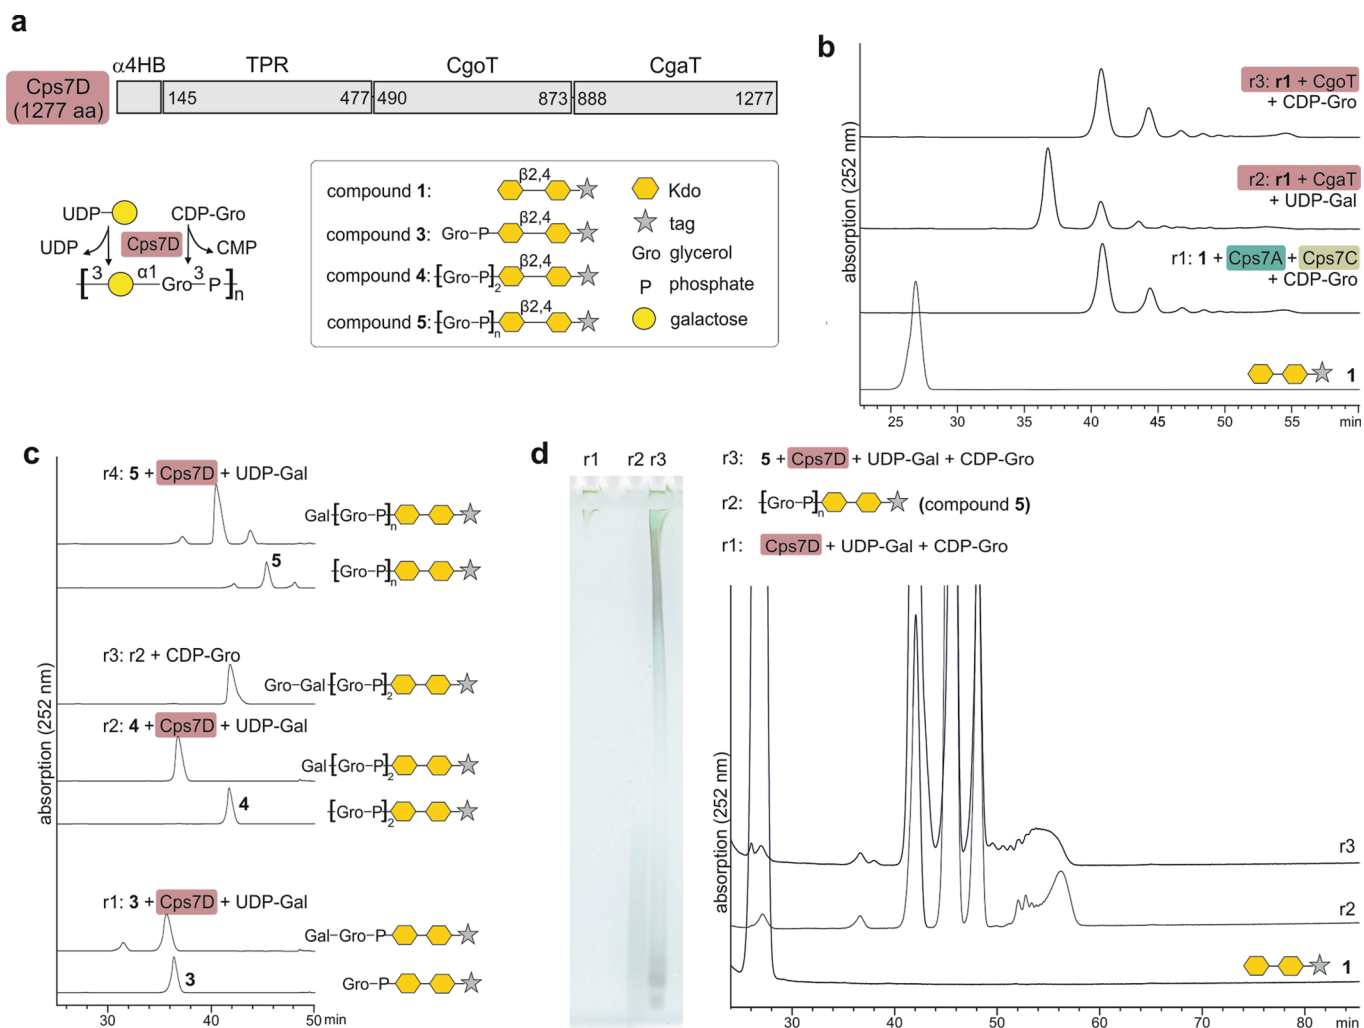 a
α4HB TPR CgoT CgaT
Cps7D
(1277 aa)
145 477 490 873 888 1277
UDP CDP-Gro
UDP Cps7D CMP
[ 3 α1 Gro 3 P ]n
compound 1: β2,4
compound 3: Gro-P β2,4
compound 4: [Gro-P]2 β2,4
compound 5: [Gro-P]n β2,4
Kdo
tag
Gro glycerol
P phosphate
galactose
b
absorption (252 nm)
r3: r1 + CgoT
+ CDP-Gro
r2: r1 + CgaT
+ UDP-Gal
r1: 1 + Cps7A + Cps7C
+ CDP-Gro
1
25 30 35 40 45 50 55 min
c
absorption (252 nm)
r4: 5 + Cps7D + UDP-Gal
Gal-[Gro-P]n
5
[Gro-P]n
r3: r2 + CDP-Gro
Gro-Gal-[Gro-P]2
r2: 4 + Cps7D + UDP-Gal
Gal-[Gro-P]2
4
[Gro-P]2
r1: 3 + Cps7D + UDP-Gal
Gal-Gro-P
3
Gro-P
30 40 50 min
d
r1 r2 r3
r3: 5 + Cps7D + UDP-Gal + CDP-Gro
r2: [Gro-P]n (compound 5)
r1: Cps7D + UDP-Gal + CDP-Gro
absorption (252 nm)
r3
r2
1
30 40 50 60 70 80 min